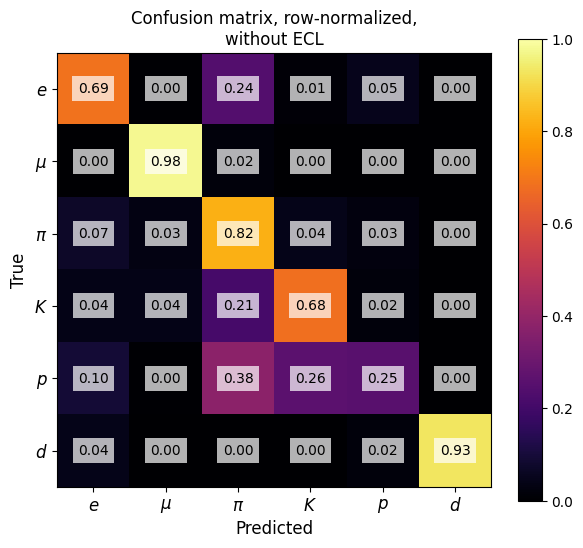 Confusion matrix, row-normalized,
without ECL
e 0.69 0.00 0.24 0.01 0.05 0.00
μ 0.00 0.98 0.02 0.00 0.00 0.00
π 0.07 0.03 0.82 0.04 0.03 0.00
K 0.04 0.04 0.21 0.68 0.02 0.00
p 0.10 0.00 0.38 0.26 0.25 0.00
d 0.04 0.00 0.00 0.00 0.02 0.93
e μ π K p d
True
Predicted
1.0
0.8
0.6
0.4
0.2
0.0